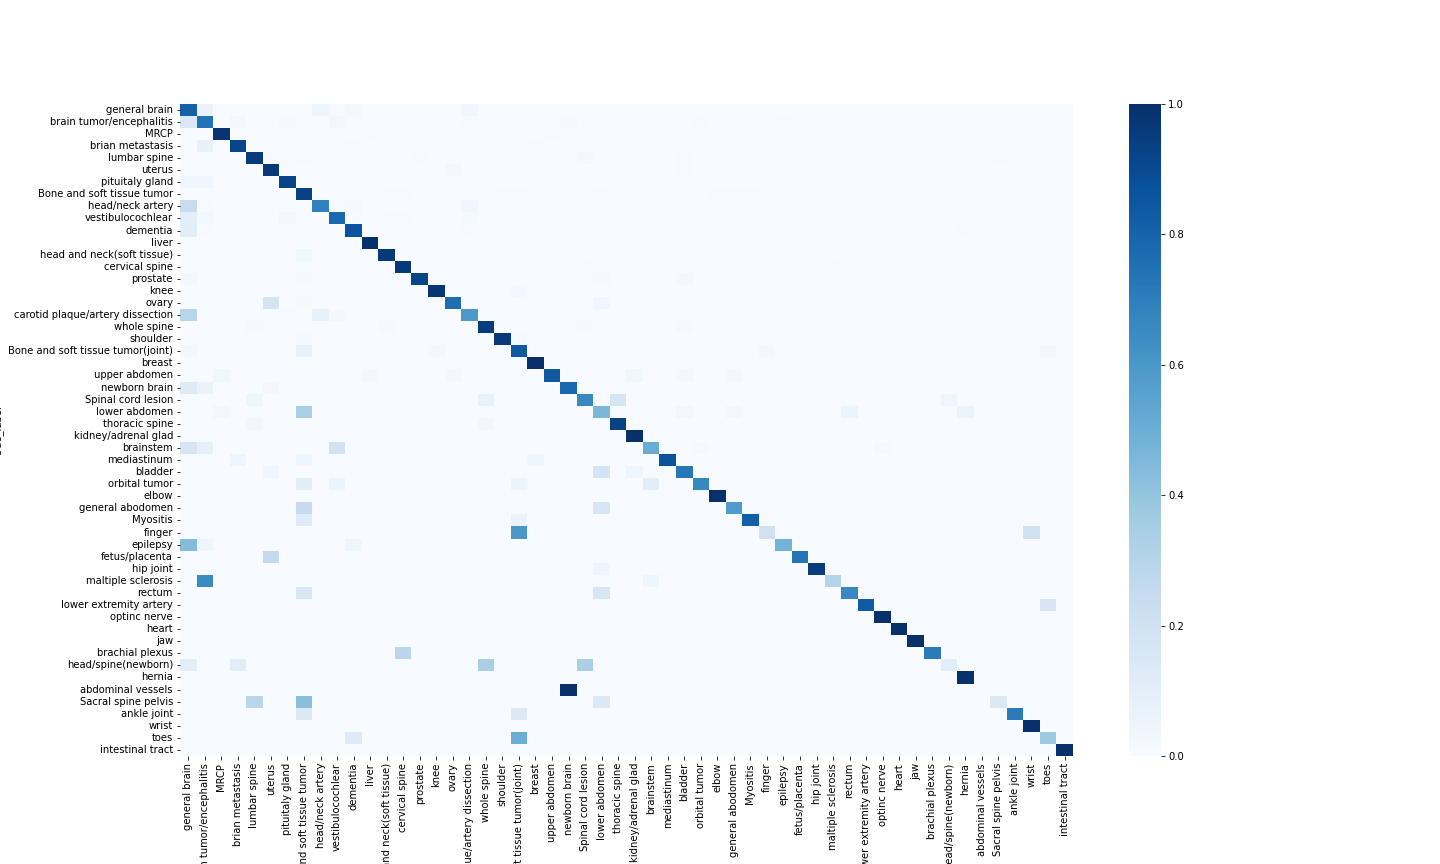 general brain
brain tumor/encephalitis
MRCP
brian metastasis
lumbar spine
uterus
pituitaly gland
Bone and soft tissue tumor
head/neck artery
vestibulocochlear
dementia
liver
head and neck(soft tissue)
cervical spine
prostate
knee
ovary
carotid plaque/artery dissection
whole spine
shoulder
Bone and soft tissue tumor(joint)
breast
upper abdomen
newborn brain
Spinal cord lesion
lower abdomen
thoracic spine
kidney/adrenal glad
brainstem
mediastinum
bladder
orbital tumor
elbow
general abodomen
Myositis
finger
epilepsy
fetus/placenta
hip joint
maltiple sclerosis
rectum
lower extremity artery
optinc nerve
heart
jaw
brachial plexus
head/spine(newborn)
hernia
abdominal vessels
Sacral spine pelvis
ankle joint
wrist
toes
intestinal tract
general brain
n tumor/encephalitis
MRCP
brian metastasis
lumbar spine
uterus
pituitaly gland
nd soft tissue tumor
head/neck artery
vestibulocochlear
dementia
liver
nd neck(soft tissue)
cervical spine
prostate
knee
ovary
ue/artery dissection
whole spine
shoulder
t tissue tumor(joint)
breast
upper abdomen
newborn brain
Spinal cord lesion
lower abdomen
thoracic spine
kidney/adrenal glad
brainstem
mediastinum
bladder
orbital tumor
elbow
general abodomen
Myositis
finger
epilepsy
fetus/placenta
hip joint
maltiple sclerosis
rectum
wer extremity artery
optinc nerve
heart
jaw
brachial plexus
ead/spine(newborn)
hernia
abdominal vessels
Sacral spine pelvis
ankle joint
wrist
toes
intestinal tract
1.0
0.8
0.6
0.4
0.2
0.0